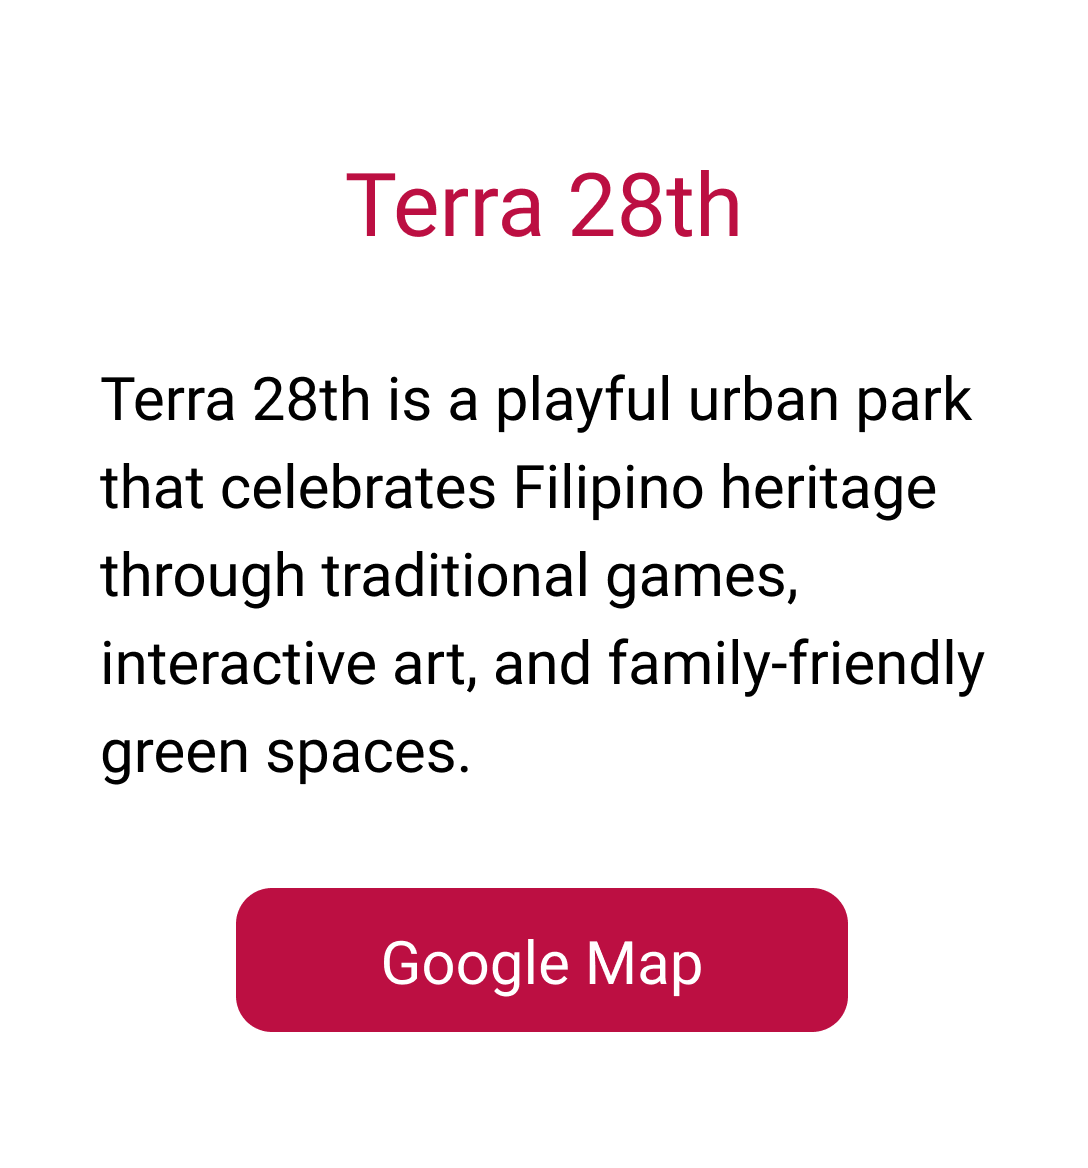 Terra 28th
Terra 28th is a playful urban park
that celebrates Filipino heritage
through traditional games,
interactive art, and family-friendly
green spaces.
Google Map